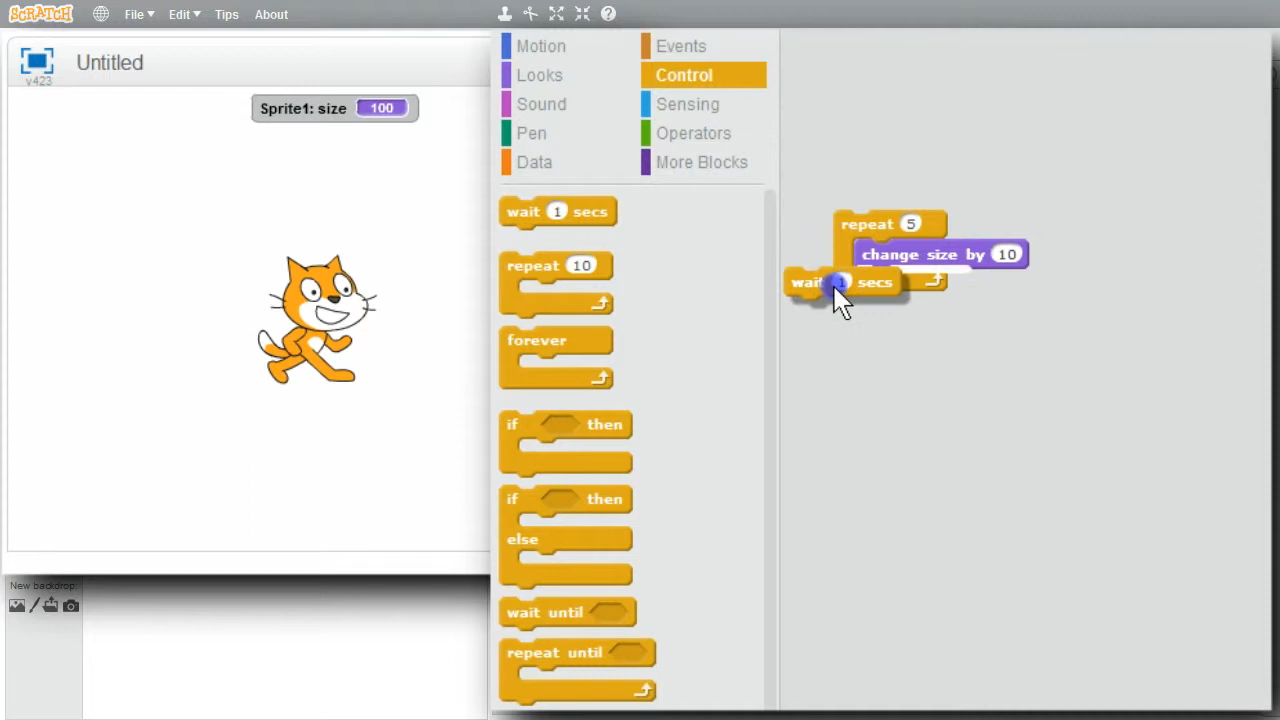 SCRATCH File Edit Tips About
v423
Untitled
Sprite1: size 100
Motion
Looks
Sound
Pen
Data
Events
Control
Sensing
Operators
More Blocks
wait 1 secs
repeat 10
forever
if then
if then
else
wait until
repeat until
repeat 5
change size by 10
wait 1 secs
New backdrop: